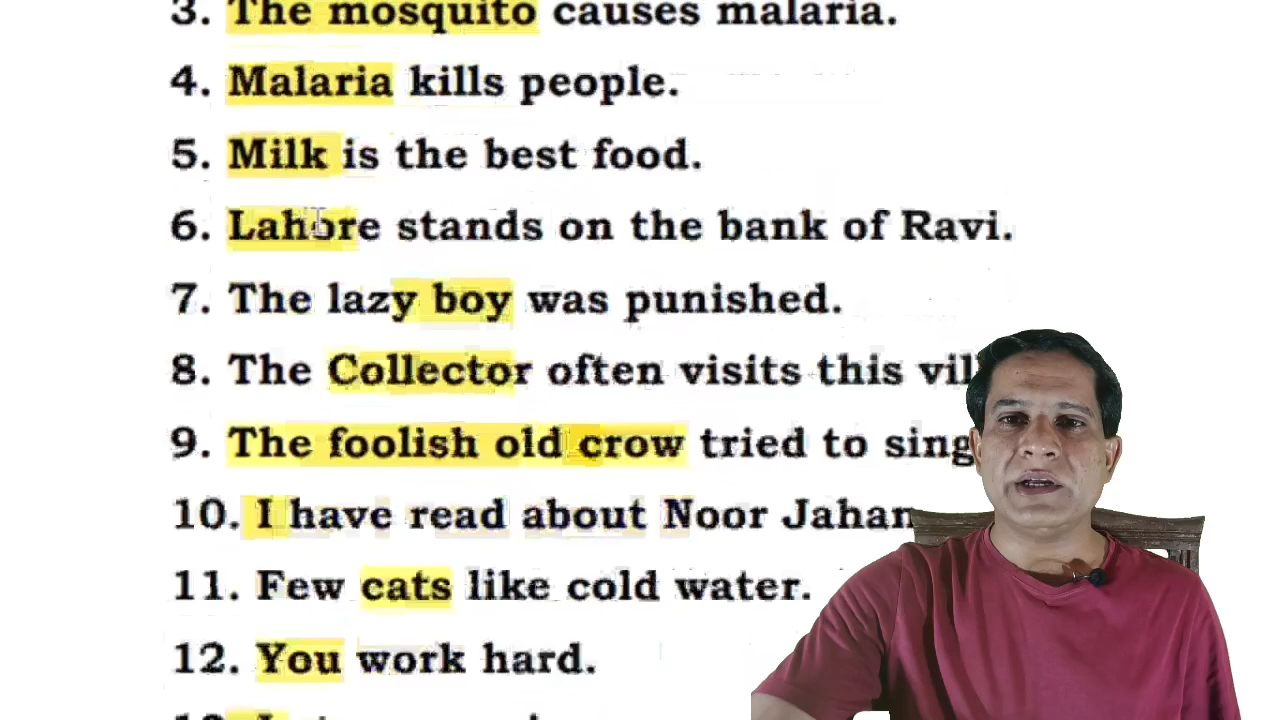 3. The mosquito causes malaria.
4. Malaria kills people.
5. Milk is the best food.
6. Lahore stands on the bank of Ravi.
7. The lazy boy was punished.
8. The Collector often visits this
9. The foolish old crow tried to sing
10. I have read about Noor Jahan
11. Few cats like cold water.
12. You work hard.